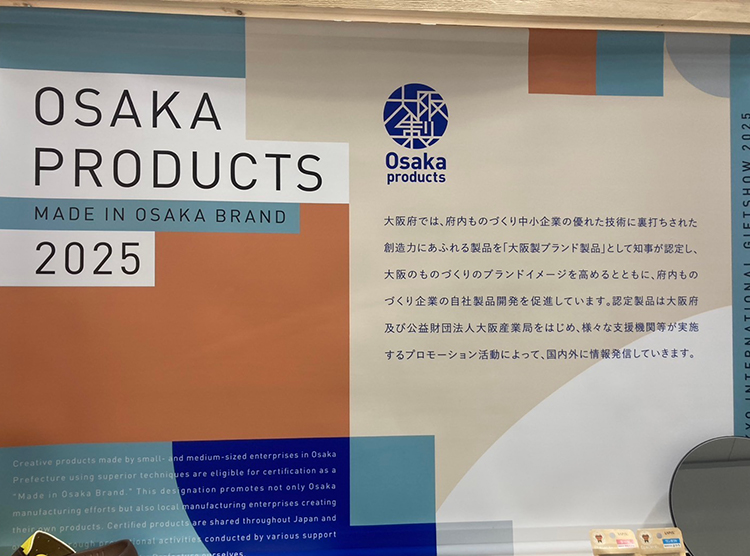 OSAKA
PRODUCTS
MADE IN OSAKA BRAND
2025
大阪製
Osaka
products
大阪府では、府内ものづくり中小企業の優れた技術に裏打ちされた
創造力にあふれる製品を「大阪製ブランド製品」として知事が認定し、
大阪のものづくりのブランドイメージを高めるとともに、府内もの
づくり企業の自社製品開発を促進しています。認定製品は大阪府
及び公益財団法人大阪産業局をはじめ、様々な支援機関等が実施
するプロモーション活動によって、国内外に情報発信していきます。
Creative products made by small- and medium-sized enterprises in Osaka
Prefecture using superior techniques are eligible for certification as a
"Made in Osaka Brand." This designation promotes not only Osaka
manufacturing efforts but also local manufacturing enterprises creating
their own products. Certified products are shared throughout Japan and
activities conducted by various support
INTERNATIONAL GIFTSHOW 2025